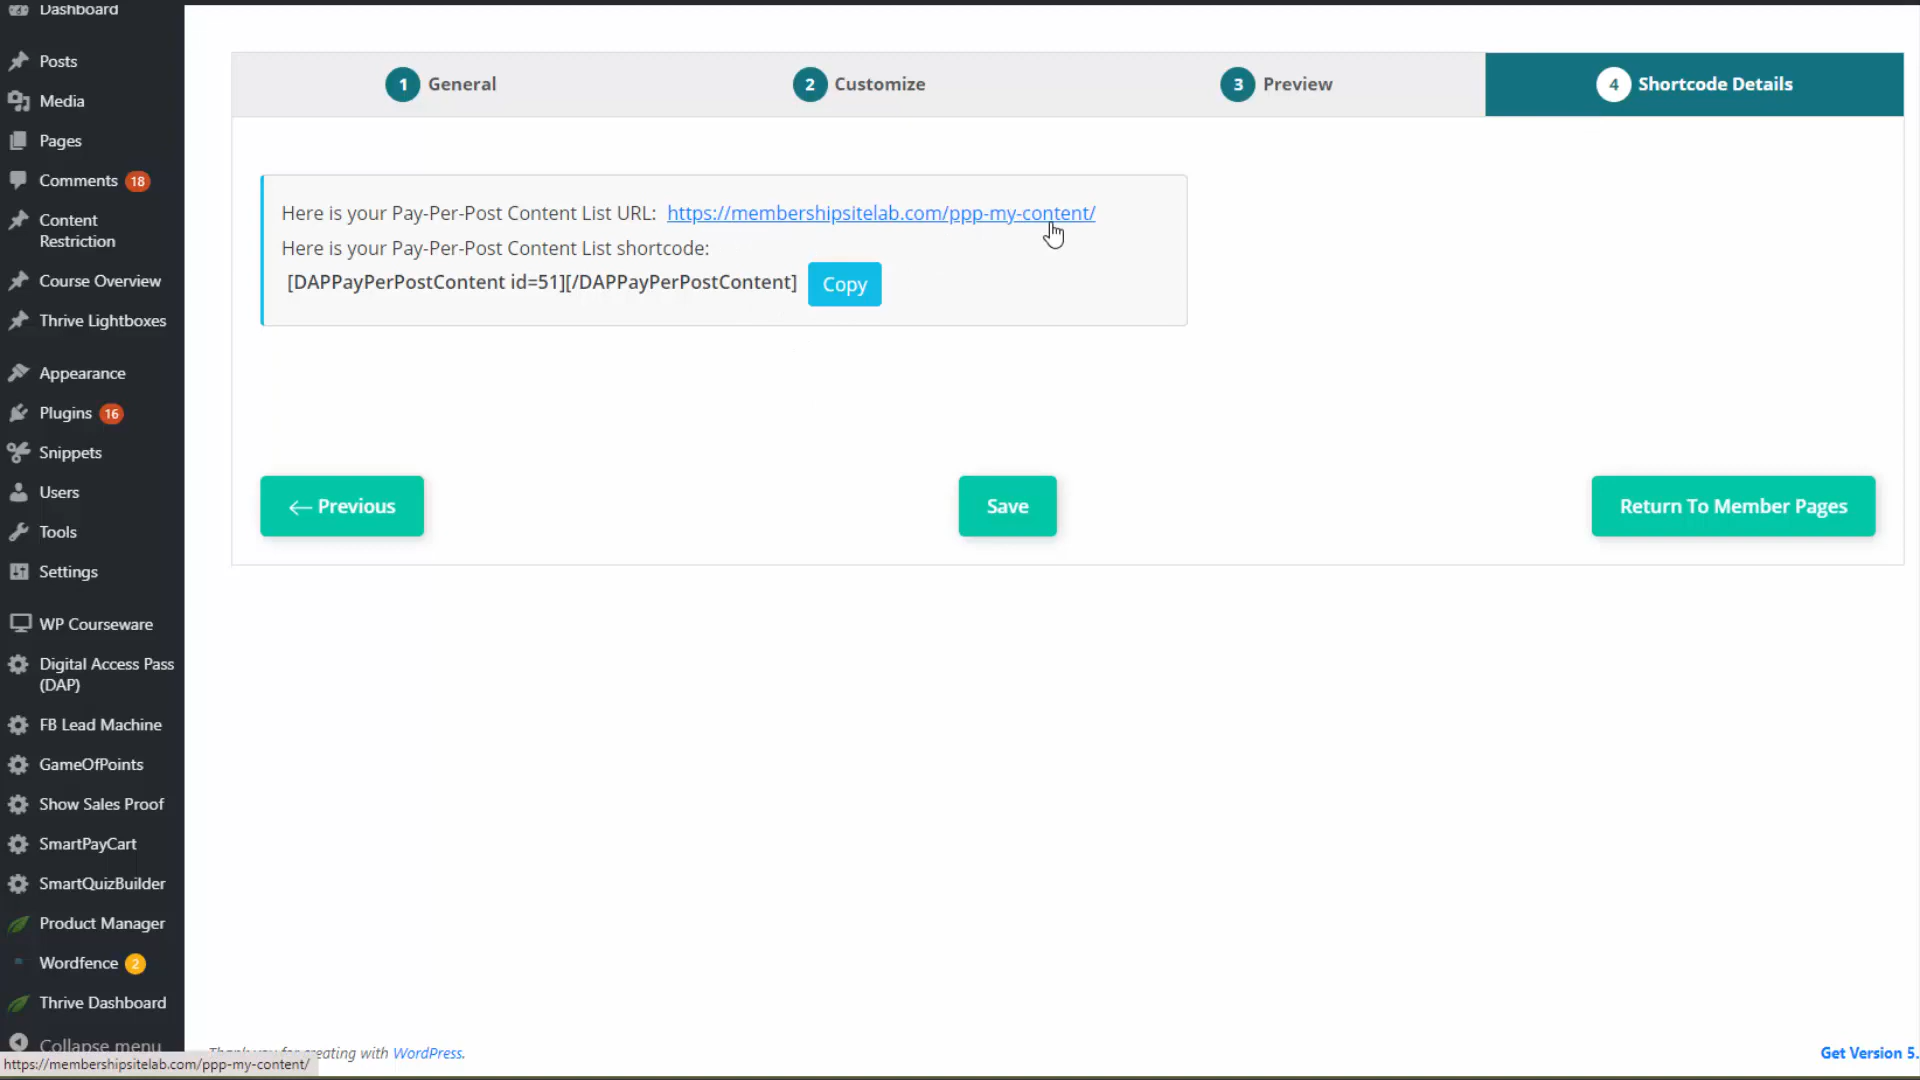 Dashboard
Posts
Media
Pages
Comments 18
Content
Restriction
Course Overview
Thrive Lightboxes
Appearance
Plugins 16
Snippets
Users
Tools
Settings
WP Courseware
Digital Access Pass
(DAP)
FB Lead Machine
GameOfPoints
Show Sales Proof
SmartPayCart
SmartQuizBuilder
Product Manager
Wordfence 2
Thrive Dashboard
Collapse menu
https://membershipsitelab.com/ppp-my-content/
1 General
2 Customize
3 Preview
4 Shortcode Details
Here is your Pay-Per-Post Content List URL: https://membershipsitelab.com/ppp-my-content/
Here is your Pay-Per-Post Content List shortcode:
[DAPPayPerPostContent id=51][/DAPPayPerPostContent] Copy
← Previous
Save
Return To Member Pages
Thank you for creating with WordPress.
Get Version 5.